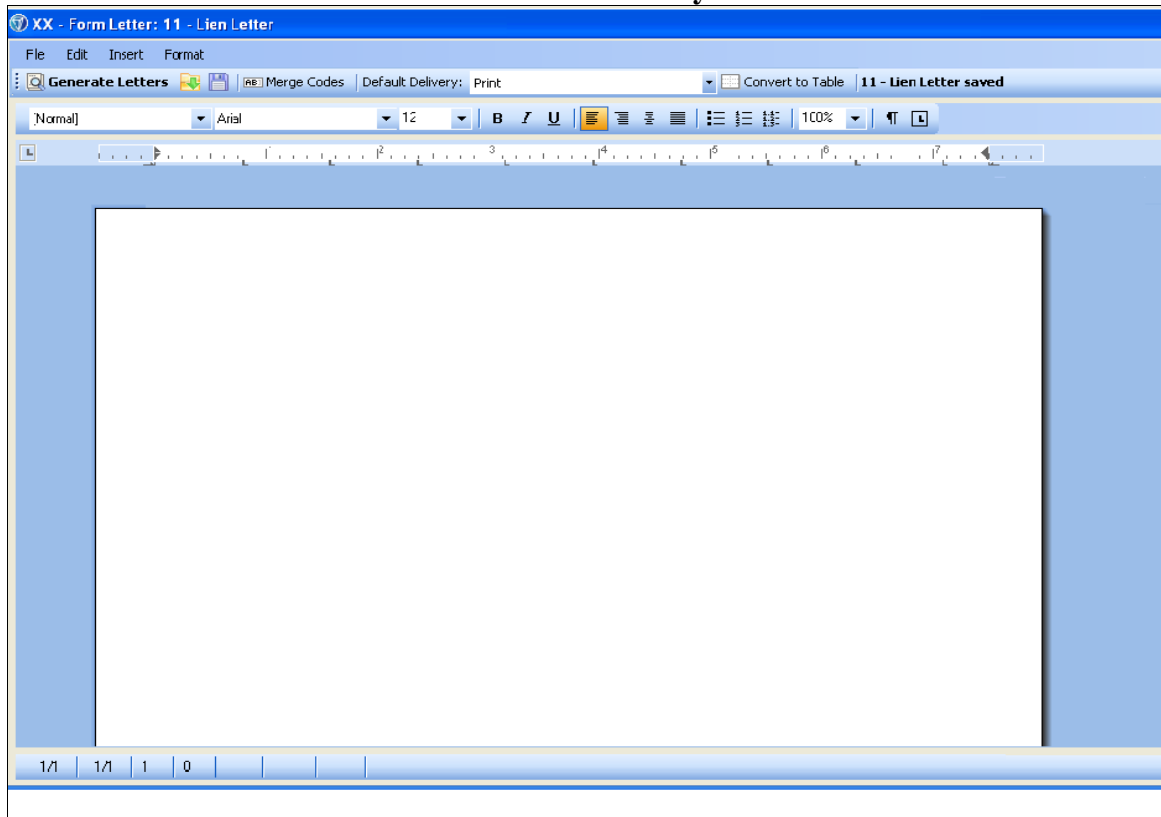 y
XX - Form Letter: 11 - Lien Letter
File Edit Insert Format
Generate Letters Merge Codes Default Delivery: Print Convert to Table 11 - Lien Letter saved
[Normal] Arial 12 B I U 100% ¶ L
L 1 2 3 4 5 6 7
1/1 1/1 1 0